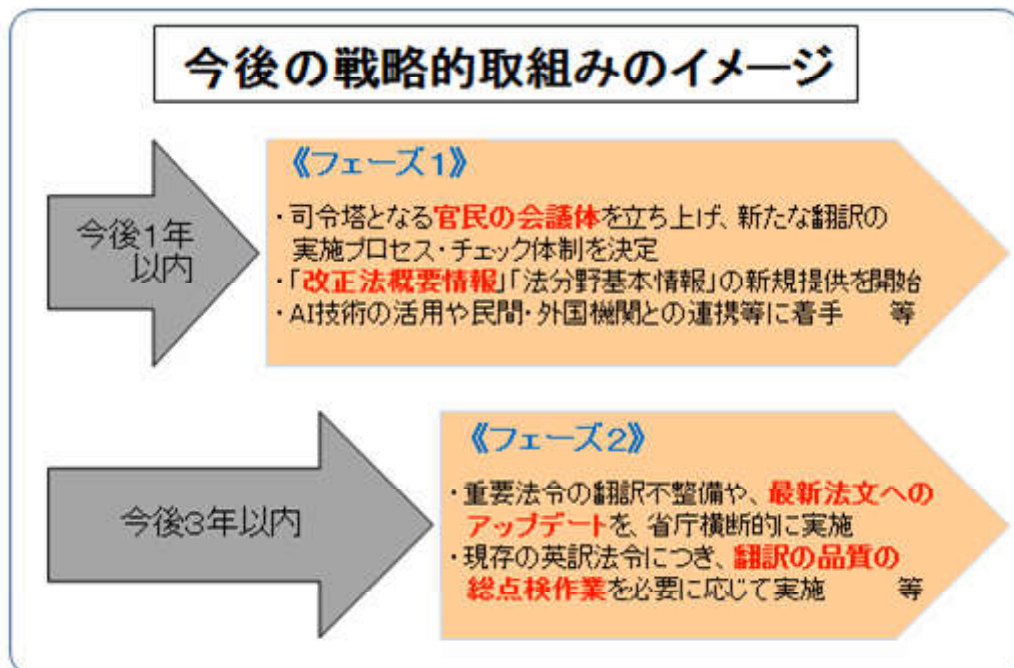 今後の戦略的取組みのイメージ
今後1年
以内
《フェーズ1》
・司令塔となる官民の会議体を立ち上げ、新たな翻訳の
実施プロセス・チェック体制を決定
・「改正法概要情報」「法分野基本情報」の新規提供を開始
・AI技術の活用や民間・外国機関との連携等に着手　　等
今後3年以内
《フェーズ2》
・重要法令の翻訳不整備や、最新法文への
アップデートを、省庁横断的に実施
・現存の英訳法令につき、翻訳の品質の
総点検作業を必要に応じて実施　　等